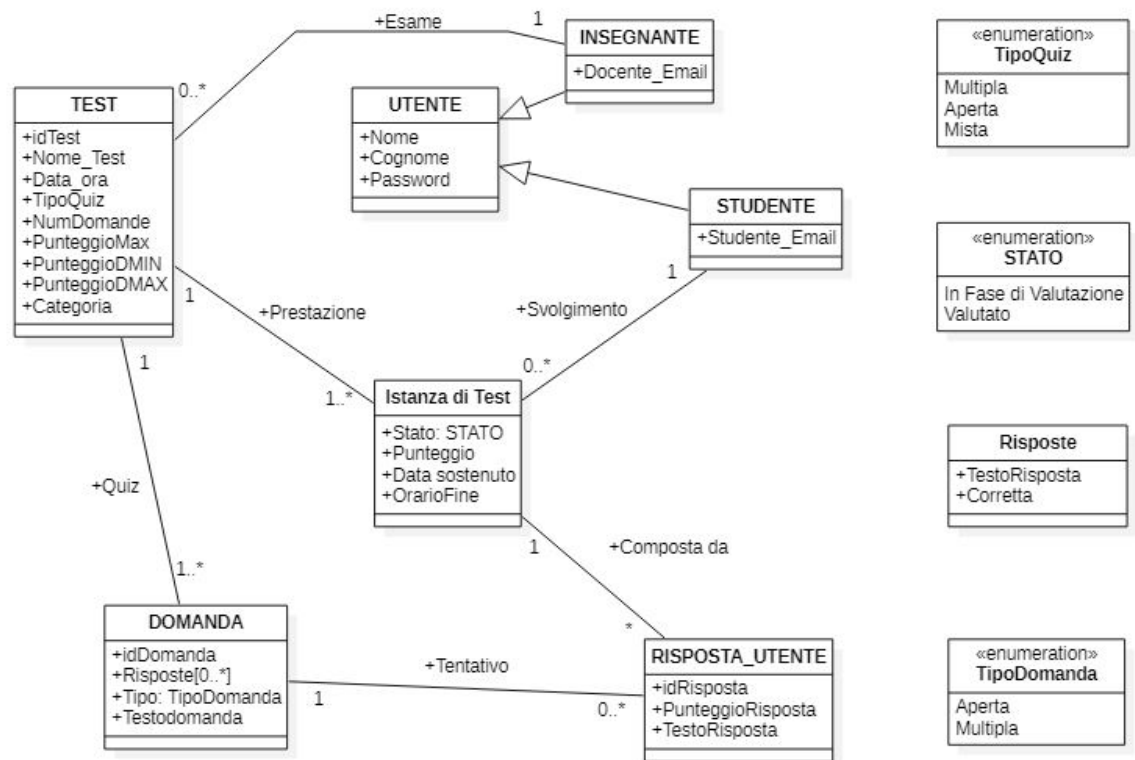 +Esame
1
0..*
INSEGNANTE
+Docente_Email
«enumeration»
TipoQuiz
Multipla
Aperta
Mista
TEST
+idTest
+Nome_Test
+Data_ora
+TipoQuiz
+NumDomande
+PunteggioMax
+PunteggioDMIN
+PunteggioDMAX
+Categoria
UTENTE
+Nome
+Cognome
+Password
STUDENTE
+Studente_Email
«enumeration»
STATO
In Fase di Valutazione
Valutato
1
+Prestazione
1..*
1
+Svolgimento
0..*
Istanza di Test
+Stato: STATO
+Punteggio
+Data sostenuto
+OrarioFine
Risposte
+TestoRisposta
+Corretta
1
+Quiz
1..*
1
+Composta da
*
DOMANDA
+idDomanda
+Risposte[0..*]
+Tipo: TipoDomanda
+Testodomanda
+Tentativo
1
0..*
RISPOSTA_UTENTE
+idRisposta
+PunteggioRisposta
+TestoRisposta
«enumeration»
TipoDomanda
Aperta
Multipla